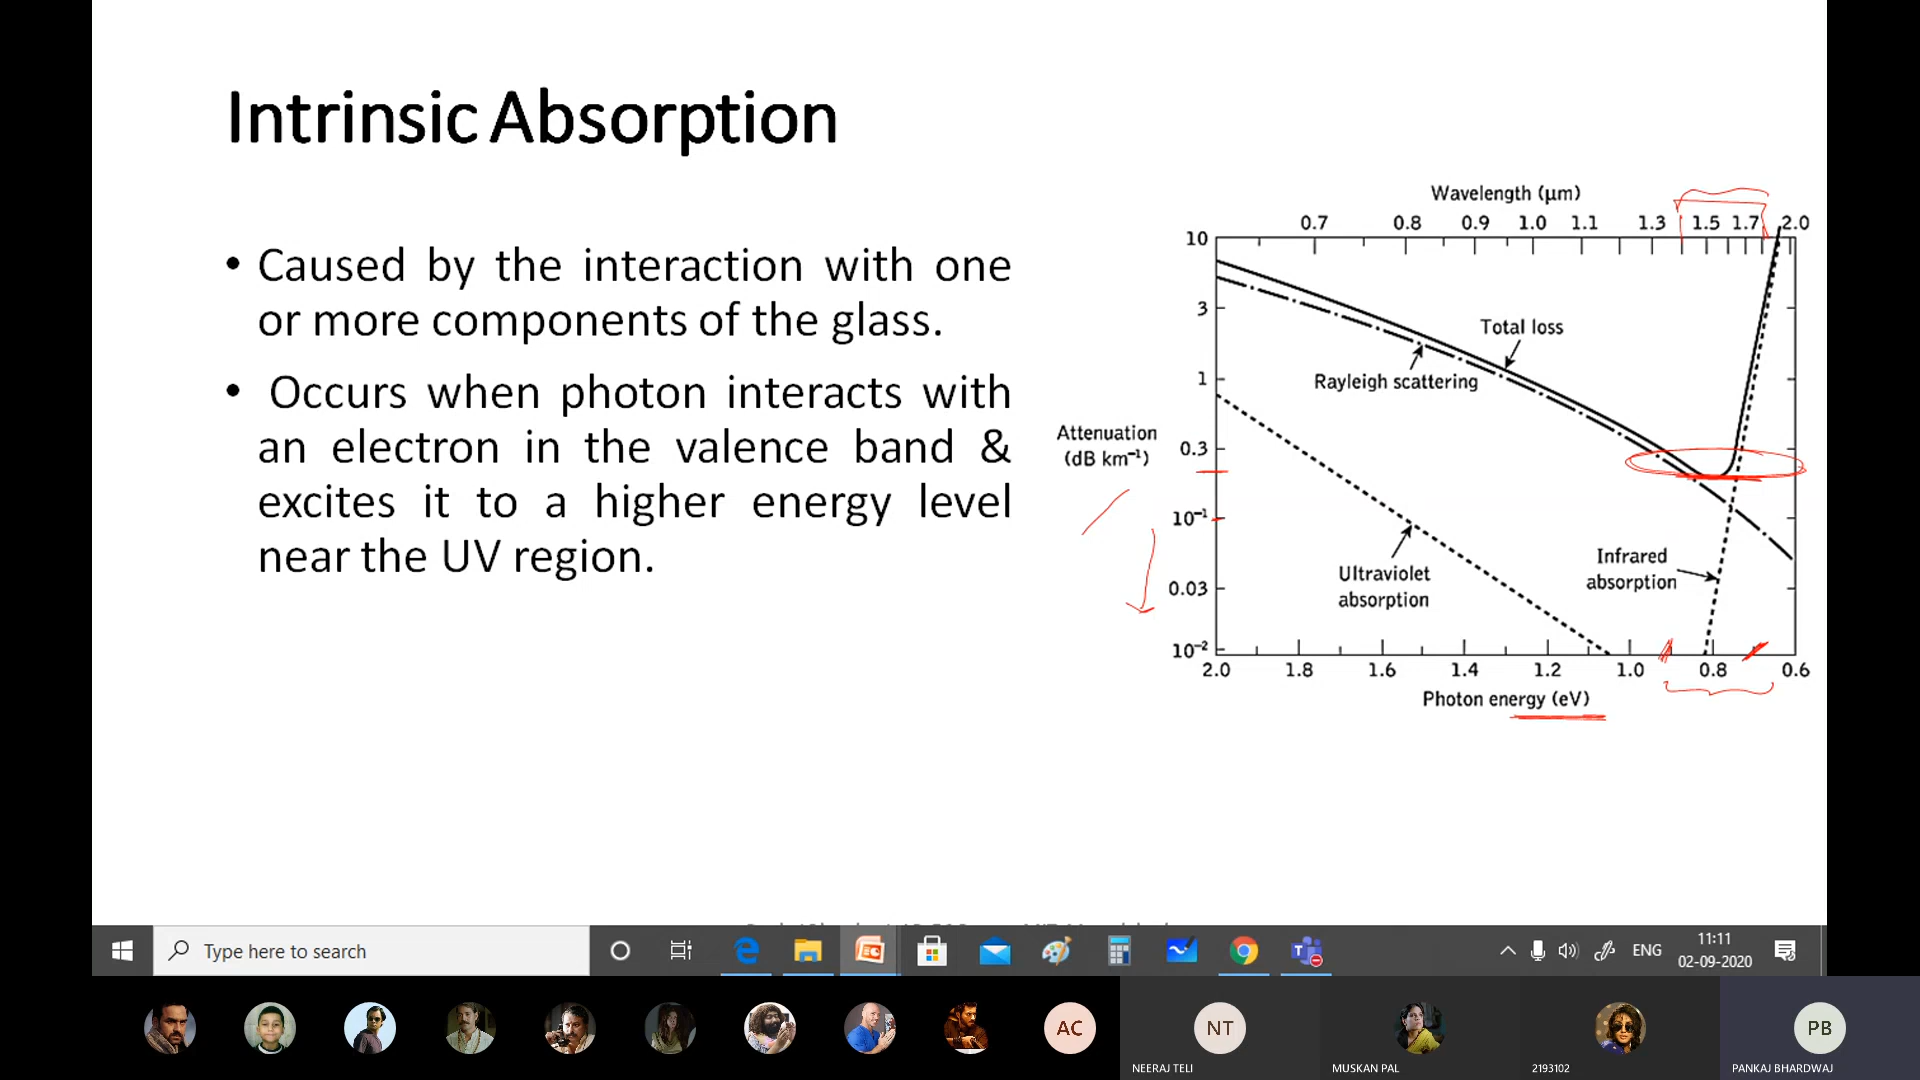 Intrinsic Absorption
• Caused by the interaction with one
or more components of the glass.
• Occurs when photon interacts with
an electron in the valence band &
excites it to a higher energy level
near the UV region.
Wavelength (μm)
0.7 0.8 0.9 1.0 1.1 1.3 1.5 1.7 2.0
10
3
Total loss
1
Rayleigh scattering
Attenuation
(dB km⁻¹)
0.3
10⁻¹
Ultraviolet
absorption
Infrared
absorption
0.03
10⁻²
2.0 1.8 1.6 1.4 1.2 1.0 0.8 0.6
Photon energy (eV)
Type here to search
ENG
11:11
02-09-2020
AC
NT
PB
NEERAJ TELI
MUSKAN PAL
2193102
PANKAJ BHARDWAJ